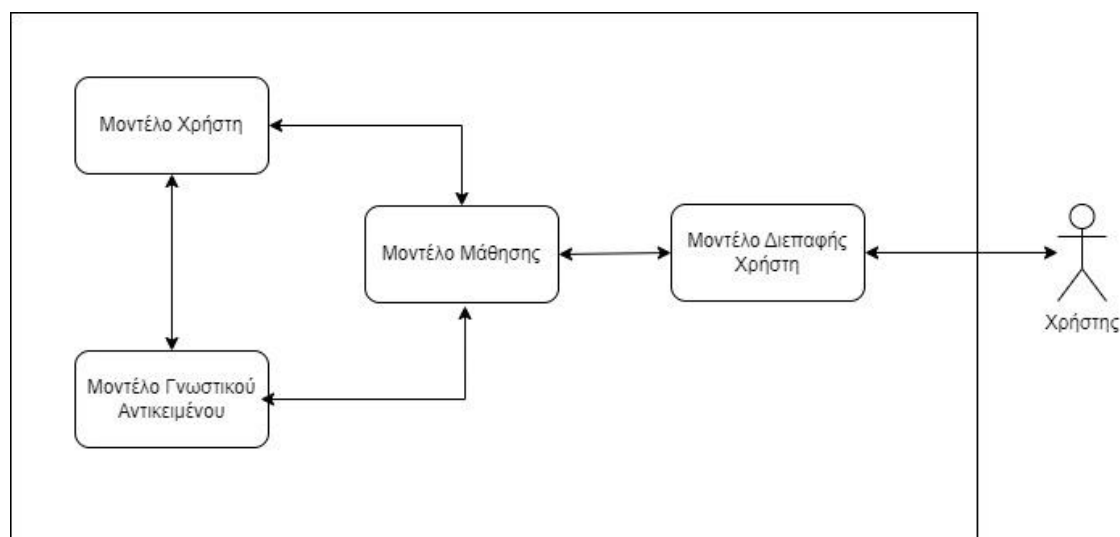 Μοντέλο Χρήστη
Μοντέλο Μάθησης
Μοντέλο Διεπαφής
Χρήστη
Χρήστης
Μοντέλο Γνωστικού
Αντικειμένου